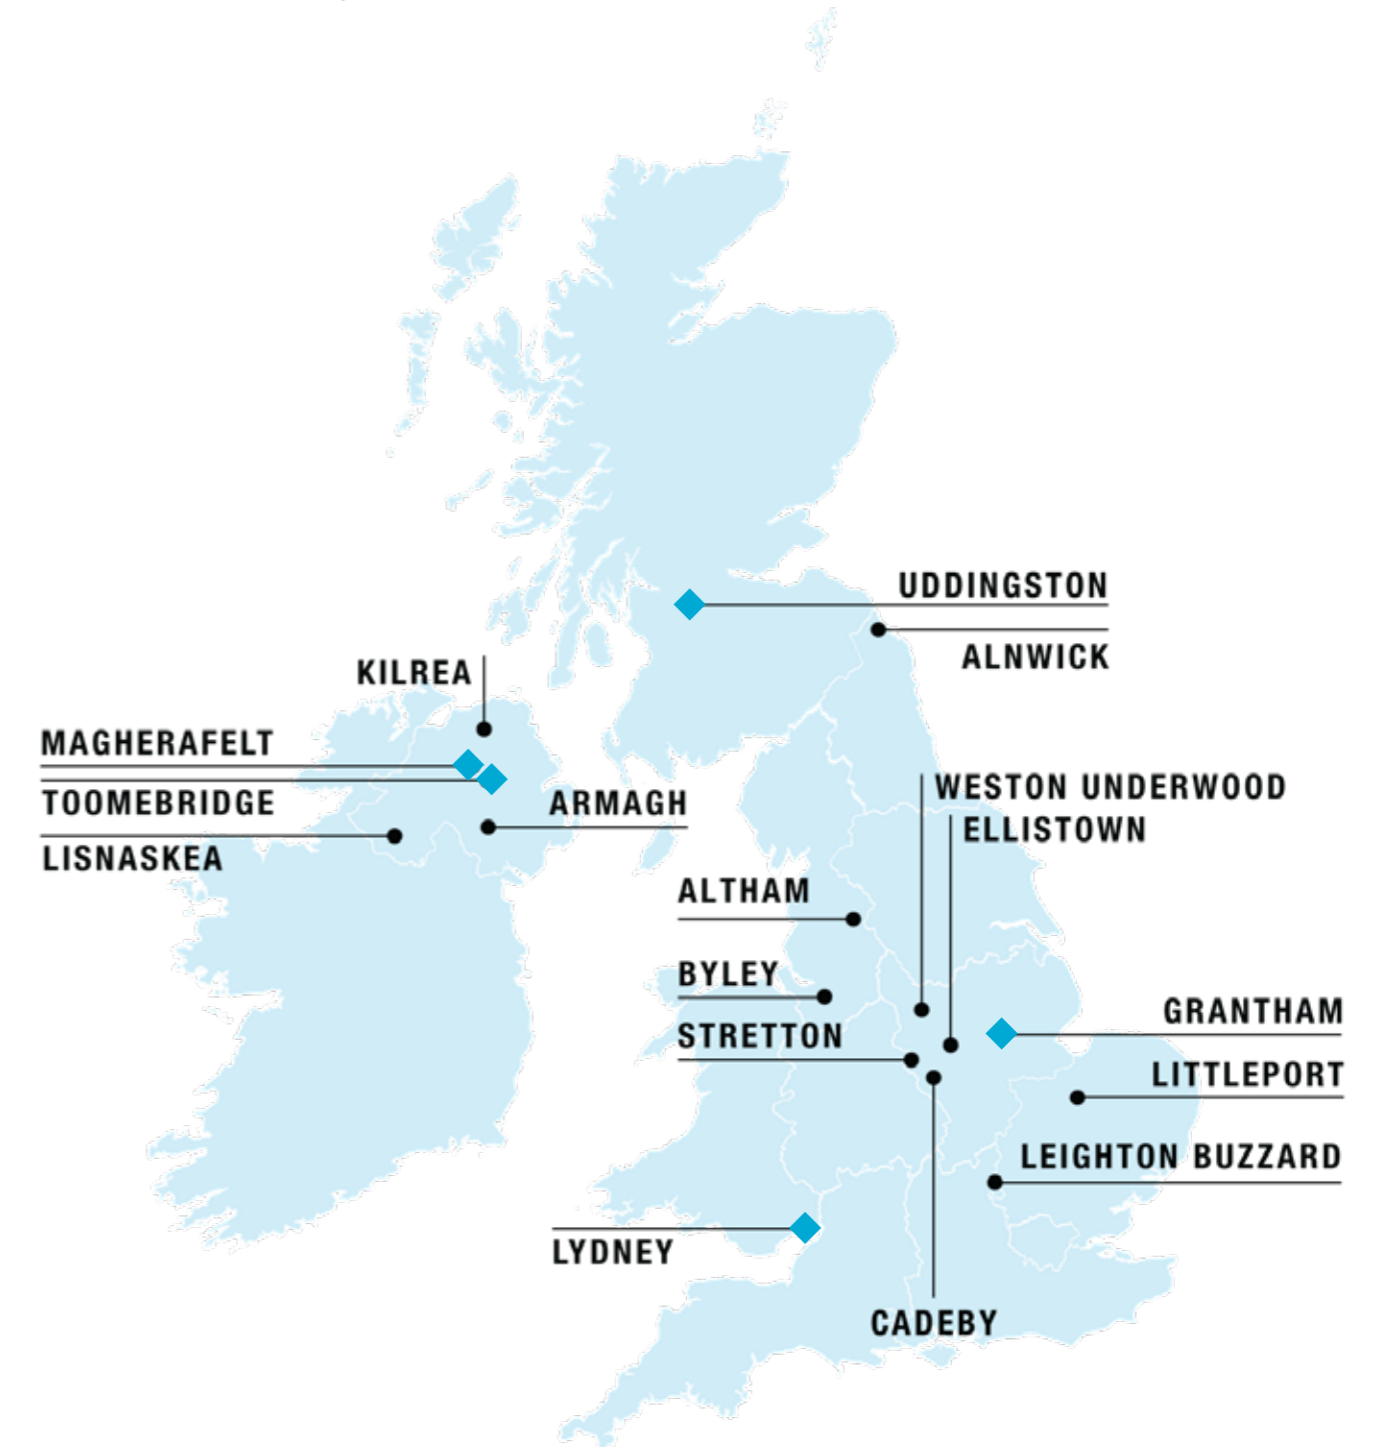 UDDINGSTON
ALNWICK
KILREA
MAGHERAFELT
TOOMEBRIDGE
ARMAGH
LISNASKEA
WESTON UNDERWOOD
ELLISTOWN
ALTHAM
BYLEY
STRETTON
GRANTHAM
LITTLEPORT
LEIGHTON BUZZARD
LYDNEY
CADEBY